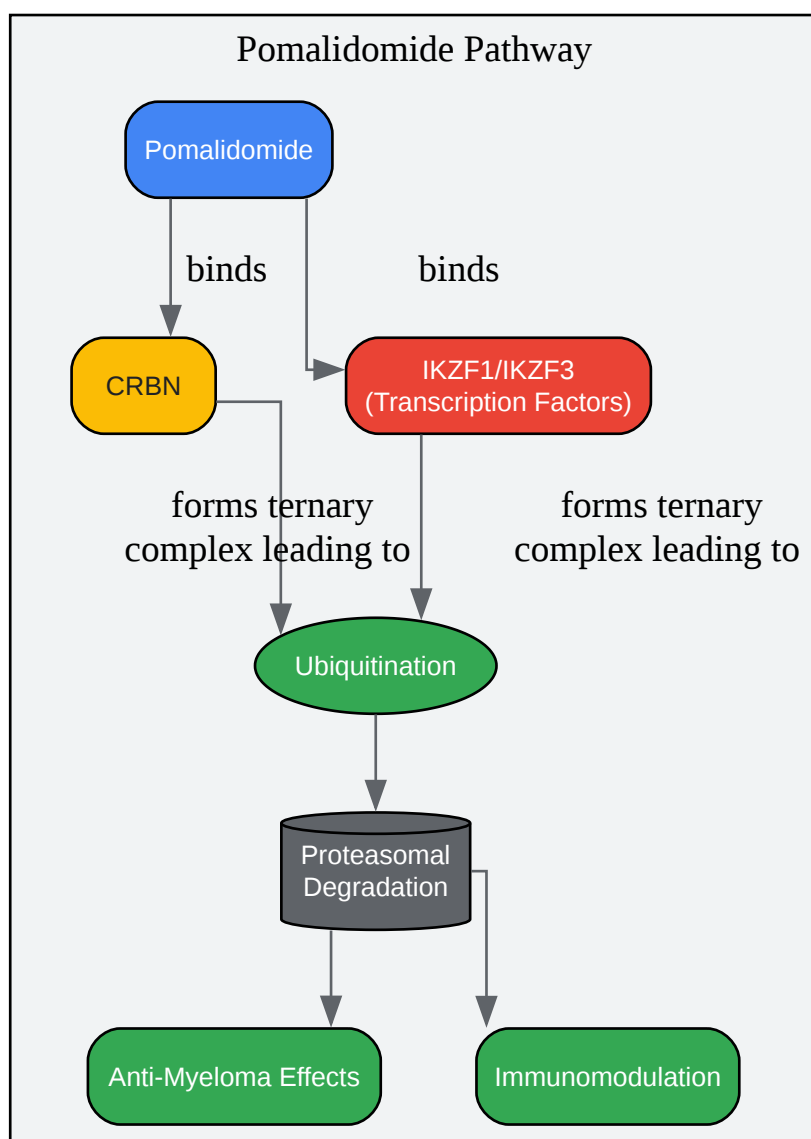 Pomalidomide Pathway
Pomalidomide
binds
binds
CRBN
IKZF1/IKZF3
(Transcription Factors)
forms ternary
complex leading to
forms ternary
complex leading to
Ubiquitination
Proteasomal
Degradation
Anti-Myeloma Effects
Immunomodulation